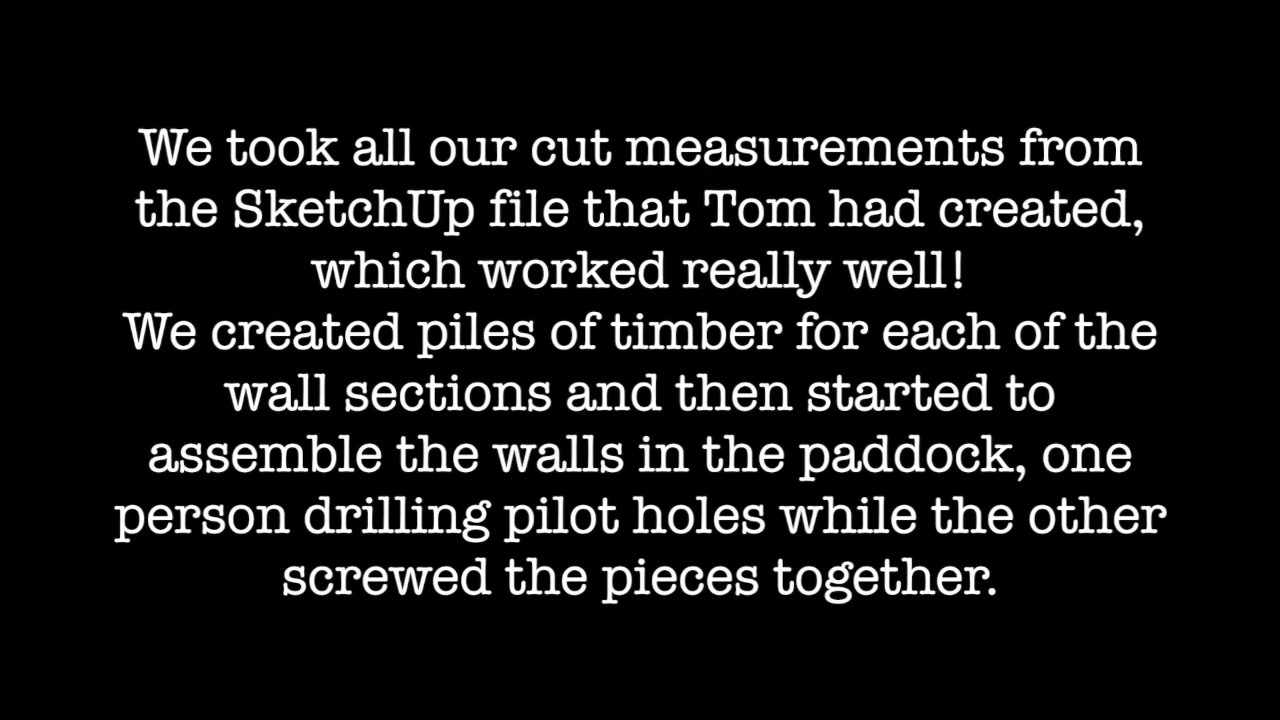 We took all our cut measurements from
the SketchUp file that Tom had created,
which worked really well!
We created piles of timber for each of the
wall sections and then started to
assemble the walls in the paddock, one
person drilling pilot holes while the other
screwed the pieces together.